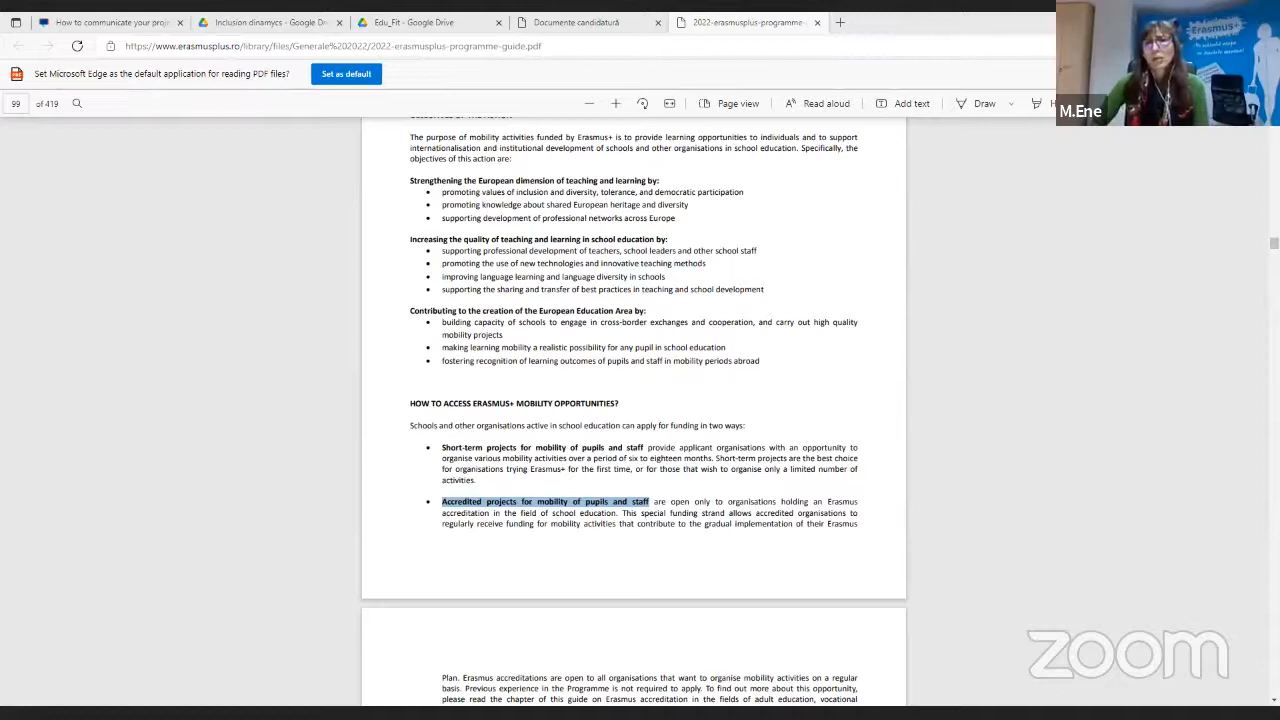 How to communicate your proje
Inclusion dinamycs - Google Dr
Edu_Fit - Google Drive
Documente candidatură
2022-erasmusplus-programme-
https://www.erasmusplus.ro/library/files/Generale%202022/2022-erasmusplus-programme-guide.pdf
Set Microsoft Edge as the default application for reading PDF files?
Set as default
99 of 419
Page view
Read aloud
Add text
Draw
M.Ene
Erasmus+
The purpose of mobility activities funded by Erasmus+ is to provide learning opportunities to individuals and to support
internationalisation and institutional development of schools and other organisations in school education. Specifically, the
objectives of this action are:
Strengthening the European dimension of teaching and learning by:
• promoting values of inclusion and diversity, tolerance, and democratic participation
• promoting knowledge about shared European heritage and diversity
• supporting development of professional networks across Europe
Increasing the quality of teaching and learning in school education by:
• supporting professional development of teachers, school leaders and other school staff
• promoting the use of new technologies and innovative teaching methods
• improving language learning and language diversity in schools
• supporting the sharing and transfer of best practices in teaching and school development
Contributing to the creation of the European Education Area by:
• building capacity of schools to engage in cross-border exchanges and cooperation, and carry out high quality
mobility projects
• making learning mobility a realistic possibility for any pupil in school education
• fostering recognition of learning outcomes of pupils and staff in mobility periods abroad
HOW TO ACCESS ERASMUS+ MOBILITY OPPORTUNITIES?
Schools and other organisations active in school education can apply for funding in two ways:
• Short-term projects for mobility of pupils and staff provide applicant organisations with an opportunity to
organise various mobility activities over a period of six to eighteen months. Short-term projects are the best choice
for organisations trying Erasmus+ for the first time, or for those that wish to organise only a limited number of
activities.
• Accredited projects for mobility of pupils and staff are open only to organisations holding an Erasmus
accreditation in the field of school education. This special funding strand allows accredited organisations to
regularly receive funding for mobility activities that contribute to the gradual implementation of their Erasmus
Plan. Erasmus accreditations are open to all organisations that want to organise mobility activities on a regular
basis. Previous experience in the Programme is not required to apply. To find out more about this opportunity,
please read the chapter of this guide on Erasmus accreditation in the fields of adult education, vocational
zoom